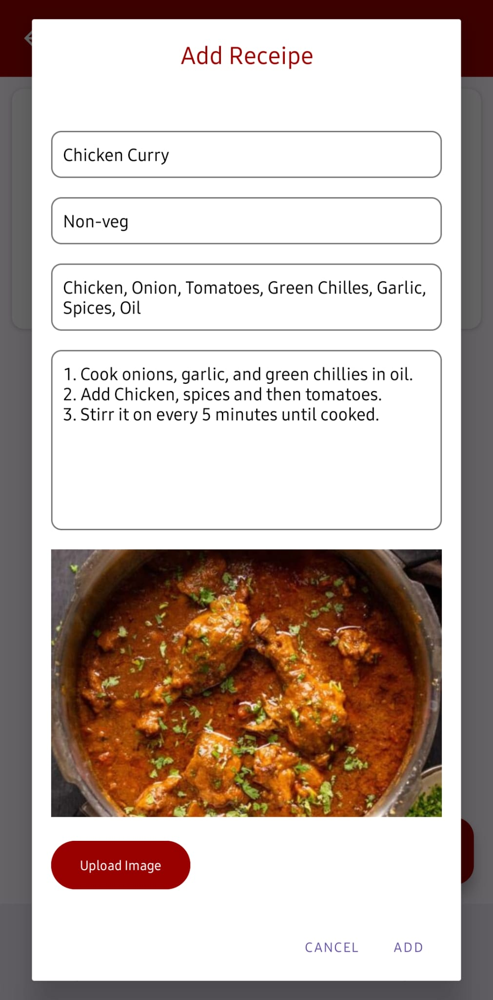 Add Receipe
Chicken Curry
Non-veg
Chicken, Onion, Tomatoes, Green Chilles, Garlic,
Spices, Oil
1. Cook onions, garlic, and green chillies in oil.
2. Add Chicken, spices and then tomatoes.
3. Stirr it on every 5 minutes until cooked.
Upload Image
CANCEL ADD